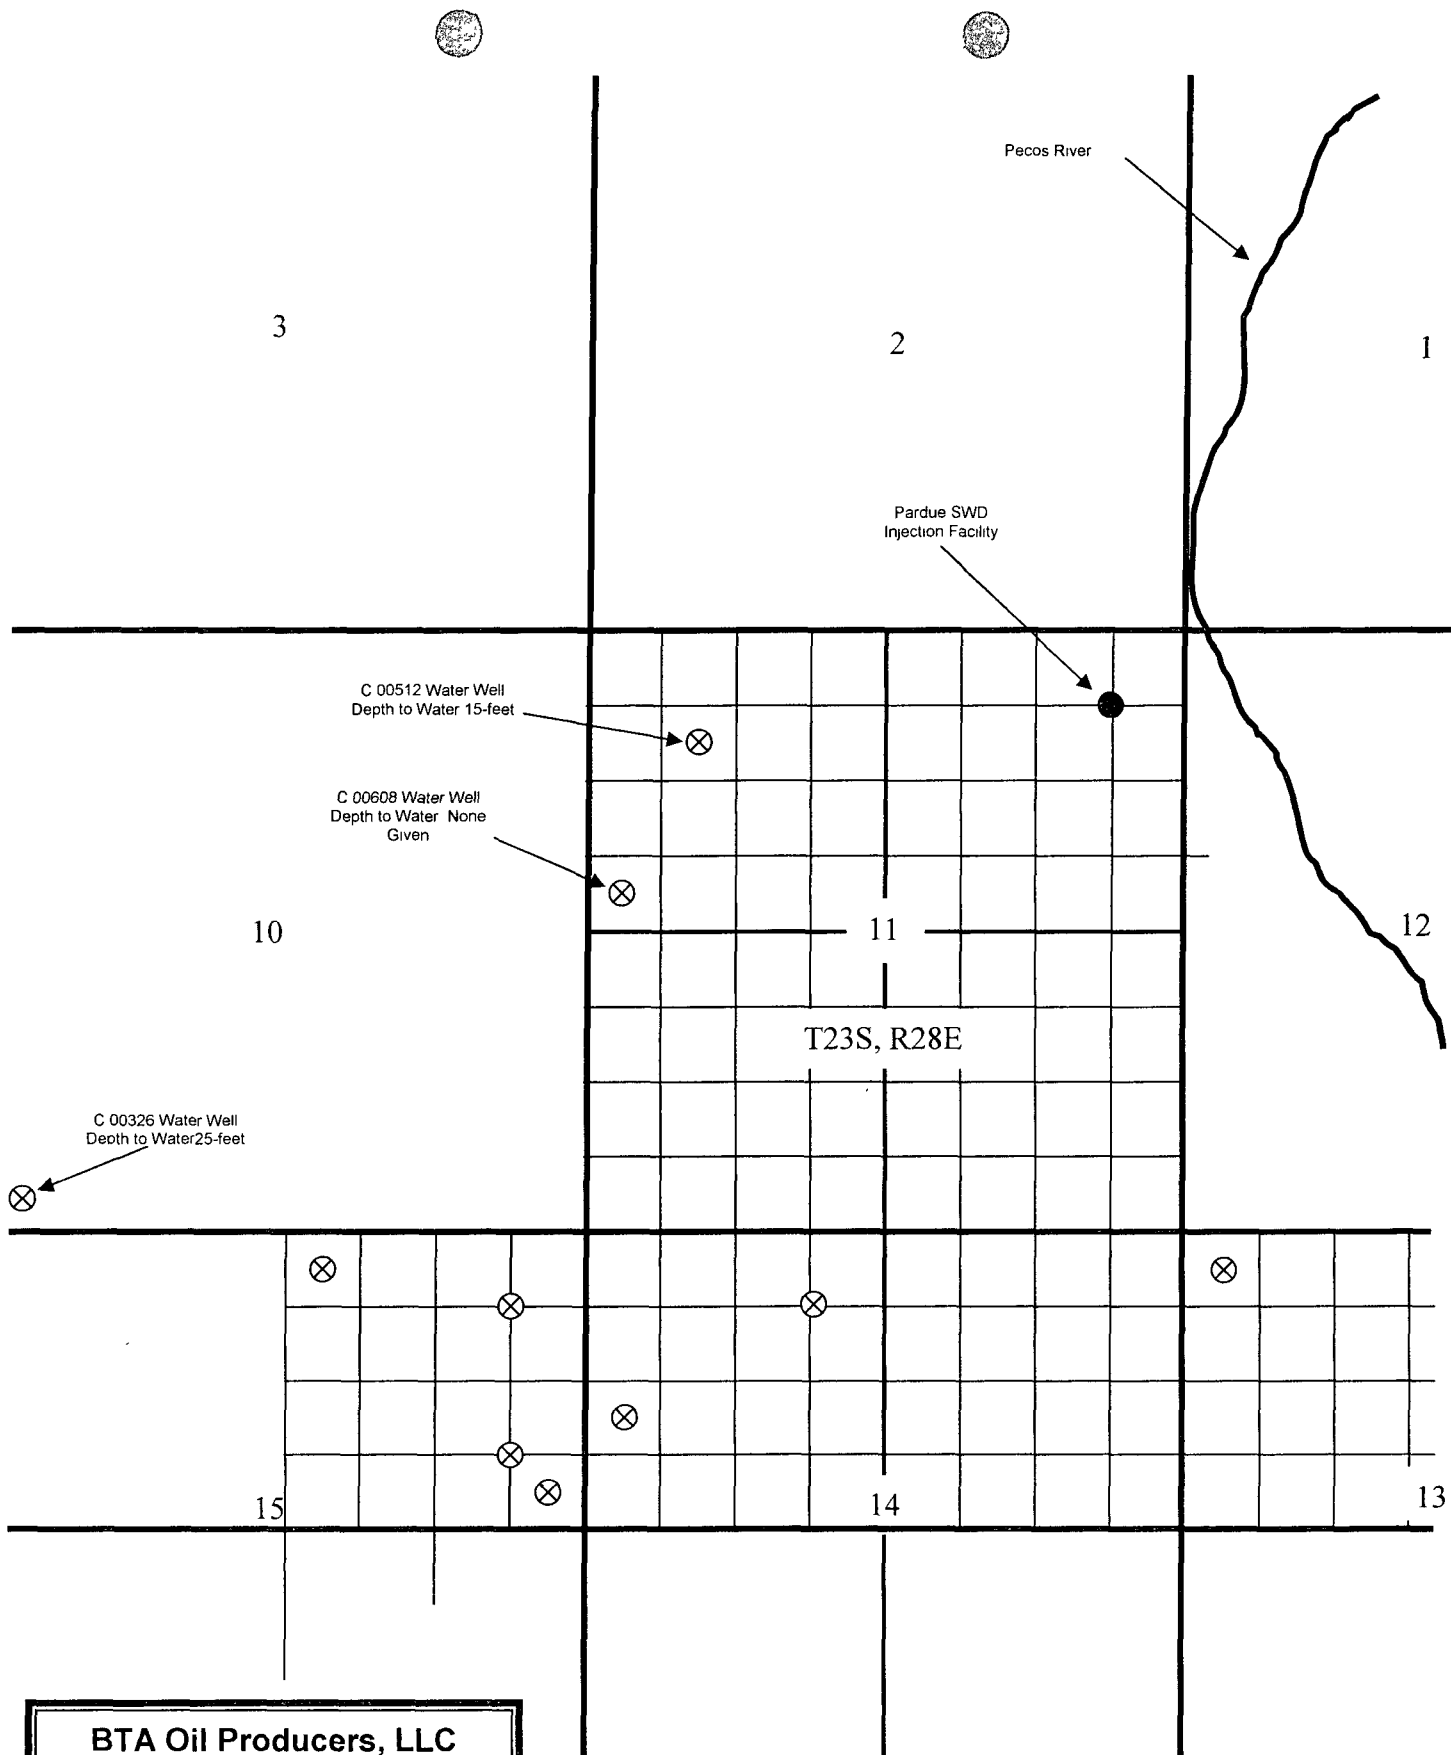 Pecos River
3
2
1
Pardue SWD
Injection Facility
C 00512 Water Well
Depth to Water 15-feet
C 00608 Water Well
Depth to Water None
Given
10
11
12
T23S, R28E
C 00326 Water Well
Depth to Water25-feet
15
14
13
BTA Oil Producers, LLC